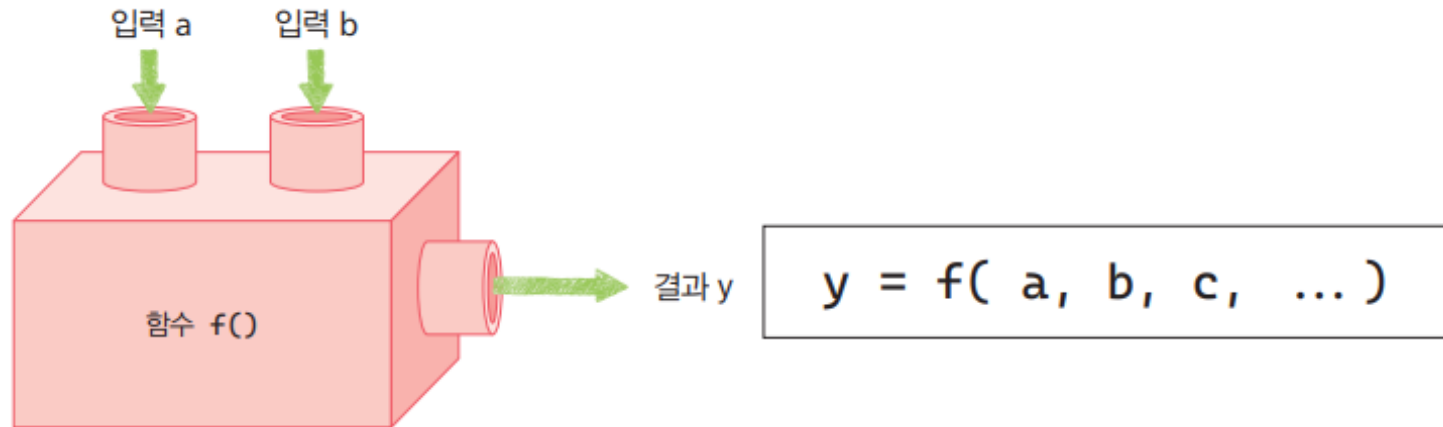 입력 a
입력 b
함수 f()
결과 y
y = f( a, b, c, ... )